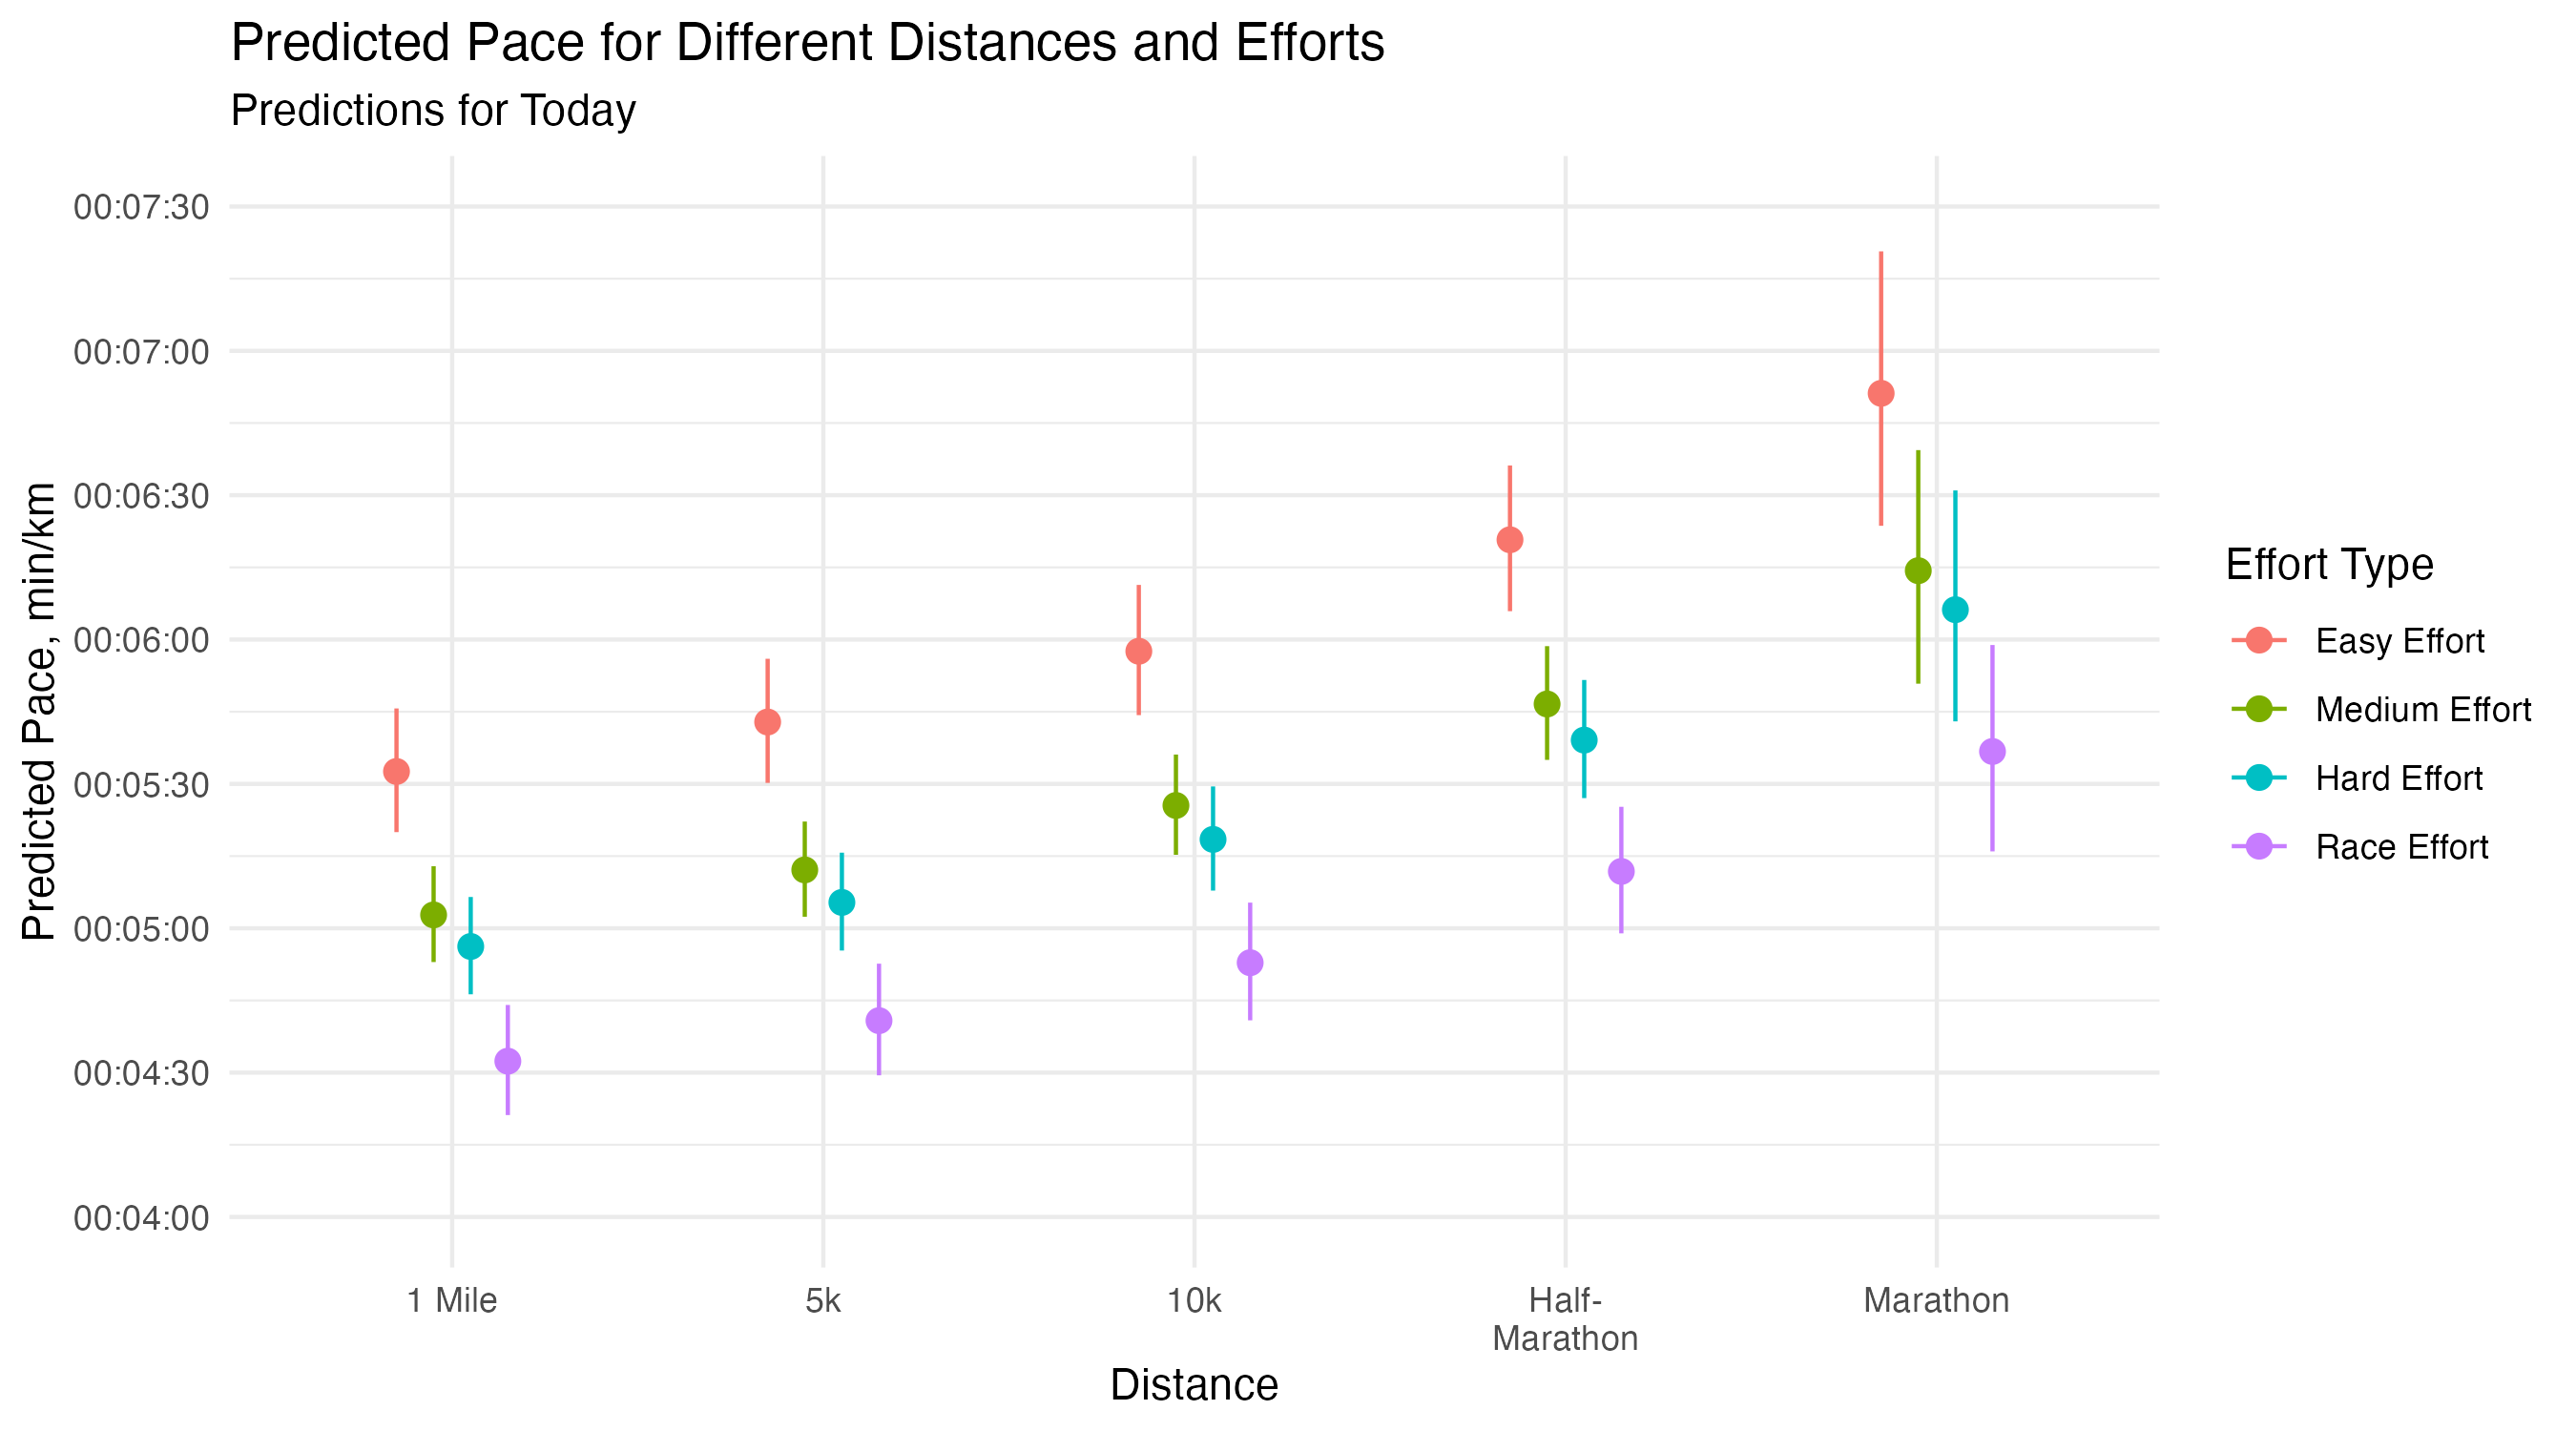 Predicted Pace for Different Distances and Efforts
Predictions for Today
Predicted Pace, min/km
00:07:30
00:07:00
00:06:30
00:06:00
00:05:30
00:05:00
00:04:30
00:04:00
1 Mile
5k
10k
Half-
Marathon
Marathon
Distance
Effort Type
Easy Effort
Medium Effort
Hard Effort
Race Effort